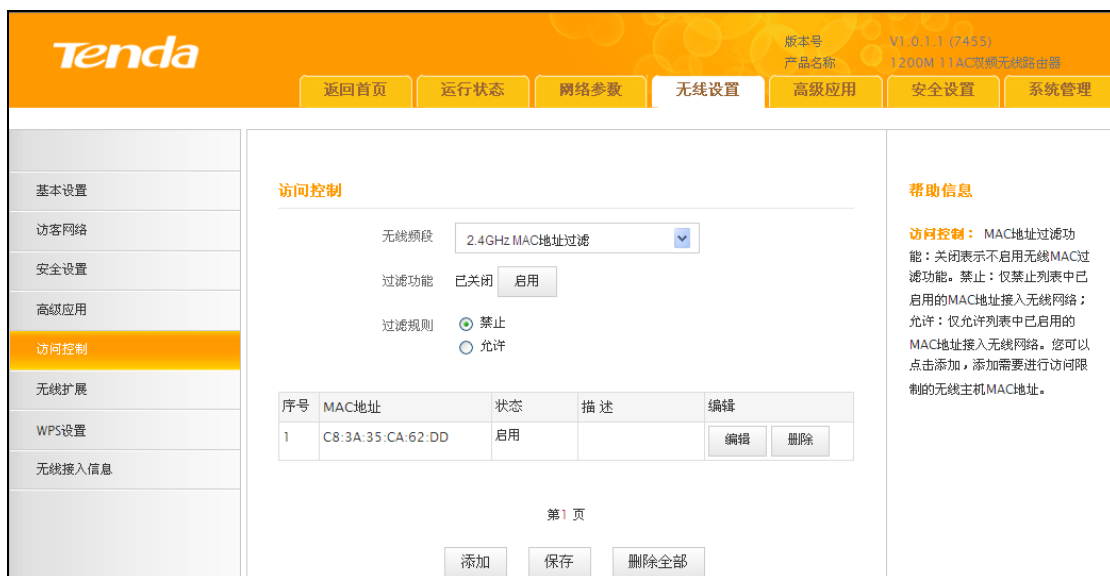 Tenda
版本号 V1.0.1.1 (7455)
产品名称 1200M 11AC双频无线路由器
返回首页 运行状态 网络参数 无线设置 高级应用 安全设置 系统管理
基本设置
访客网络
安全设置
高级应用
访问控制
无线扩展
WPS设置
无线接入信息
访问控制
无线频段 2.4GHz MAC地址过滤
过滤功能 已关闭 启用
过滤规则 禁止
允许
序号 MAC地址 状态 描述 编辑
1 C8:3A:35:CA:62:DD 启用 编辑 删除
第1 页
添加 保存 删除全部
帮助信息
访问控制： MAC地址过滤功
能：关闭表示不启用无线MAC过
滤功能。禁止：仅禁止列表中已
启用的MAC地址接入无线网络；
允许：仅允许列表中已启用的
MAC地址接入无线网络。您可以
点击添加，添加需要进行访问限
制的无线主机MAC地址。